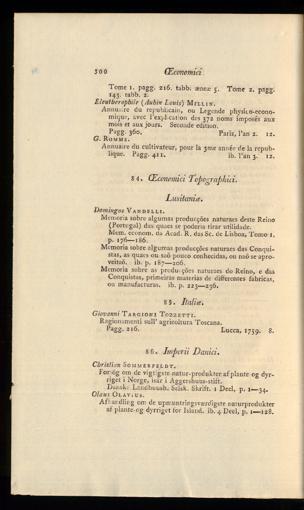 300 Œconomici
Tome 1. pagg. 216. tabb. ænee 5. Tome 2. pagg.
145. tabb. 2.
Eleutherophile (Aubin Louis) MILLIN.
Annuaire du republicain, ou Legende physico-econo-
mique, avec l'explication des 372 noms imposés aux
mois et aux jours. Seconde edition.
Pagg. 360. Paris, l'an 2. 12.
G. ROMME.
Annuaire du cultivateur, pour la 3me année de la repub-
lique. Pagg. 411. ib. l'an 3. 12.
84. Œconomici Topographici.
Lusitaniæ.
Domingos VANDELLI.
Memoria sobre algumas producções naturaes deste Reino
(Portugal) das quaes se poderia tirar utilidade.
Mem. econom. da Acad. R. das Sc. de Lisboa, Tomo 1.
p. 176—186.
Memoria sobre algumas producções naturaes das Conqui-
stas, as quaes ou saõ pouco conhecidas, ou naõ se apro-
veitaõ. ib. p. 187—206.
Memoria sobre as producções naturaes do Reino, e das
Conquistas, primeiras materias de differentes fabricas,
ou manufacturas. ib. p. 223—236.
85. Italiæ.
Giovanni TARGIONI TOZZETTI.
Ragionamenti sull' agricoltura Toscana.
Pagg. 216. Lucca, 1759. 8.
86. Imperii Danici.
Christian SOMMERFELDT.
Forsøg om de vigtigste natur-produkter af plante og dyr-
riget i Norge, især i Aggershuus-stift.
Danske Landhuush. Selsk. Skrift. 1 Deel, p. 1—34.
Olaus OLAVIUS.
Afhandling om de opmuntringsværdigste naturprodukter
af plante-og dyrriget for Island. ib. 4 Deel, p. 1—128.